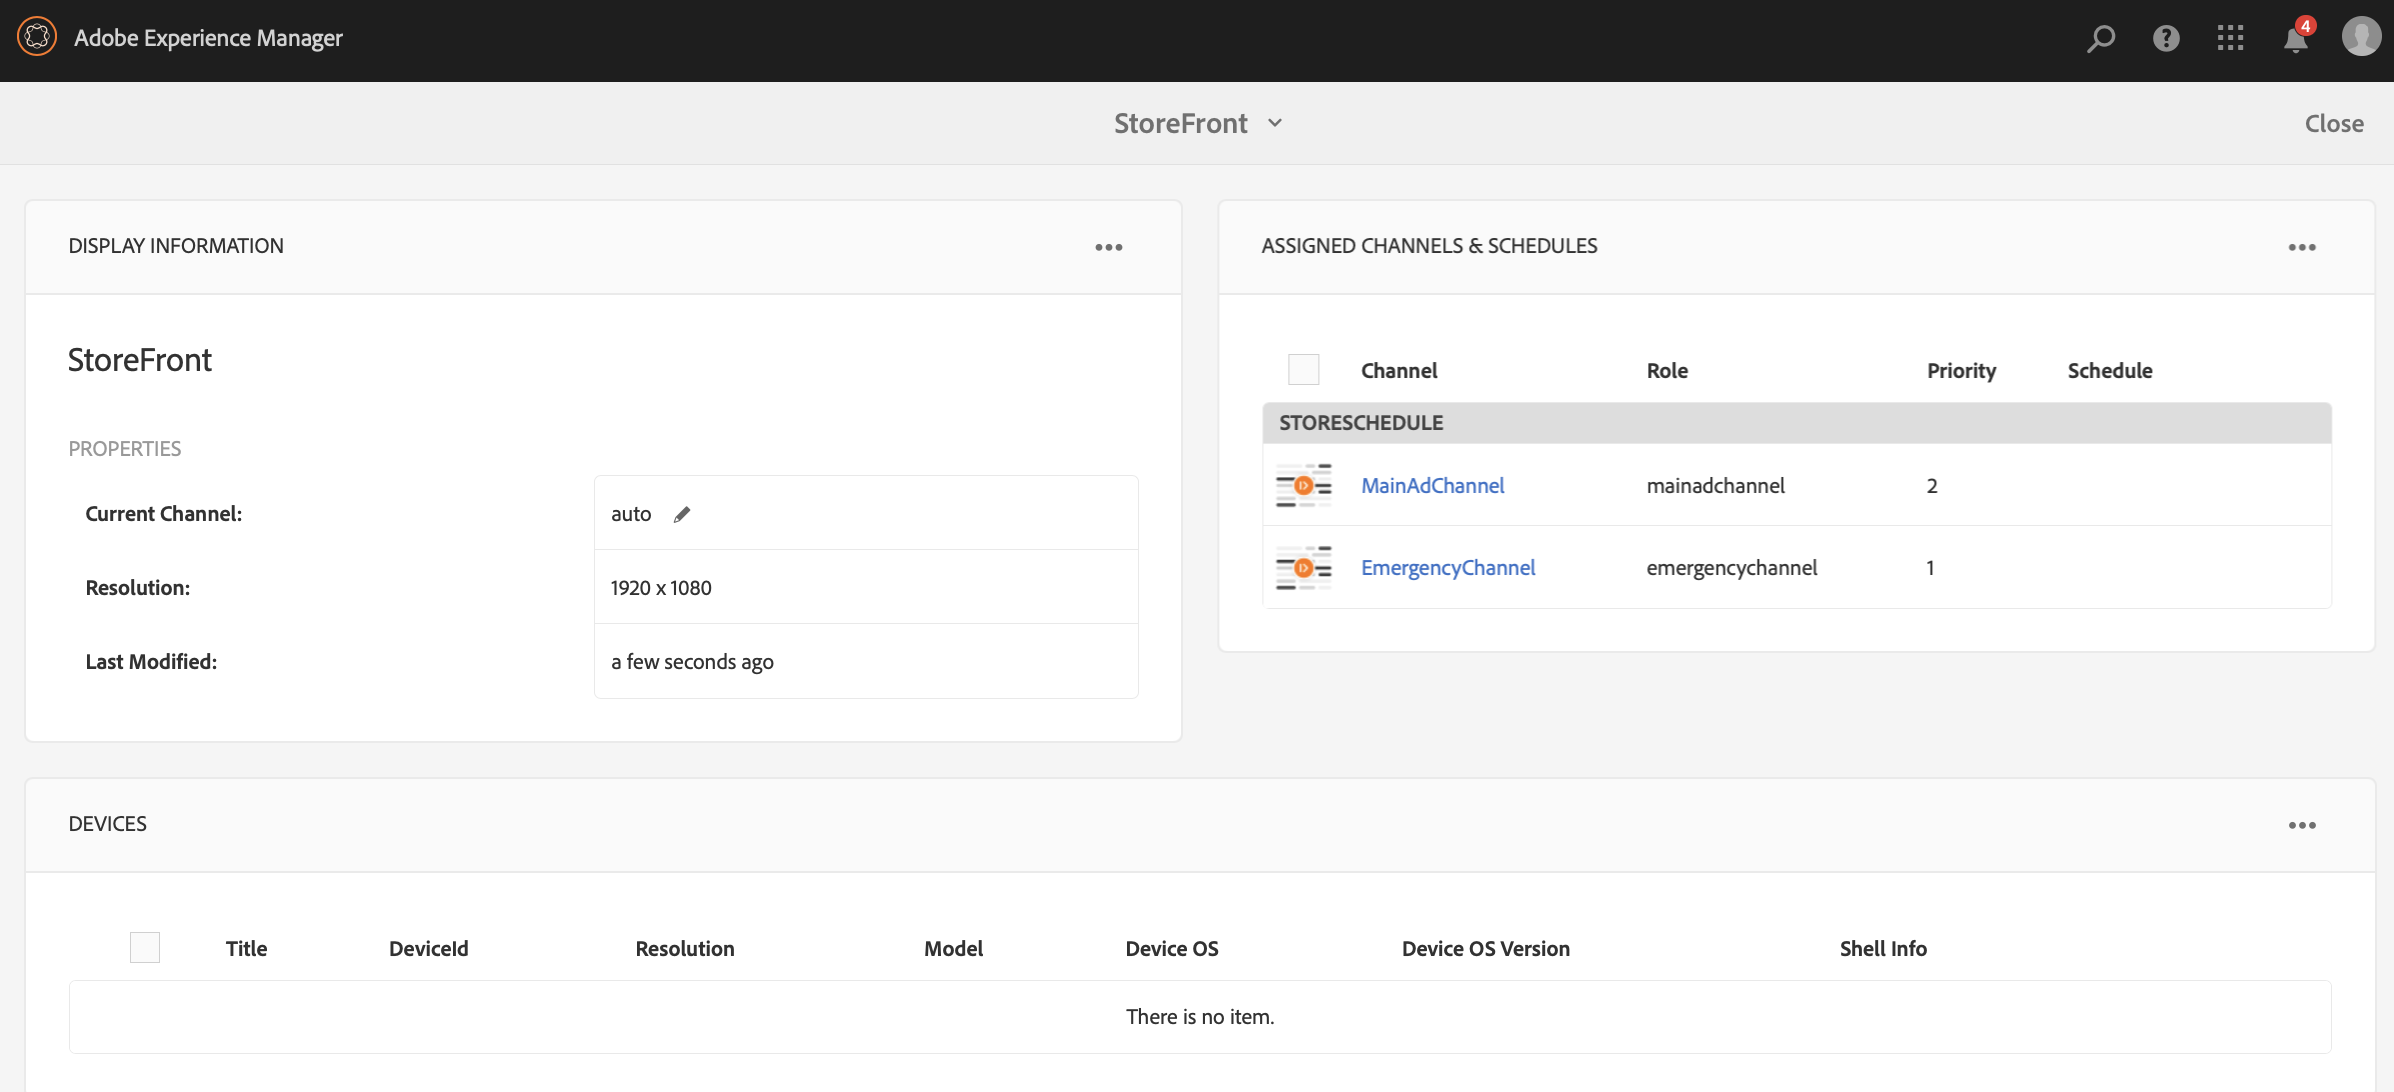 Adobe Experience Manager
4
StoreFront
Close
DISPLAY INFORMATION
StoreFront
PROPERTIES
Current Channel: auto
Resolution: 1920 x 1080
Last Modified: a few seconds ago
ASSIGNED CHANNELS & SCHEDULES
Channel Role Priority Schedule
STORESCHEDULE
MainAdChannel mainadchannel 2
EmergencyChannel emergencychannel 1
DEVICES
Title DeviceId Resolution Model Device OS Device OS Version Shell Info
There is no item.